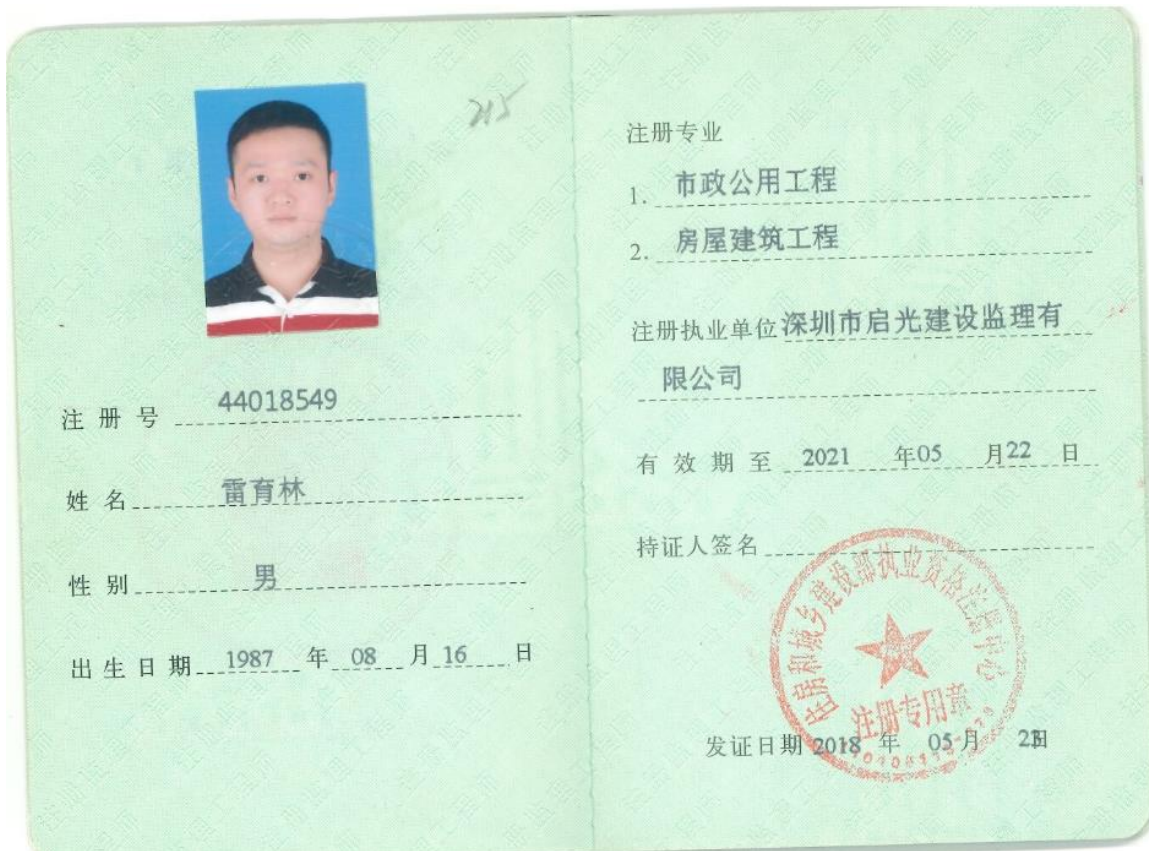 215
注册号 44018549
姓名 雷育林
性别 男
出生日期 1987 年 08 月 16 日
注册专业
1. 市政公用工程
2. 房屋建筑工程
注册执业单位 深圳市启光建设监理有
限公司
有效期至 2021 年 05 月 22 日
持证人签名
住房和城乡建设部执业资格注册中心
注册专用章
发证日期 2018 年 05 月 23 日